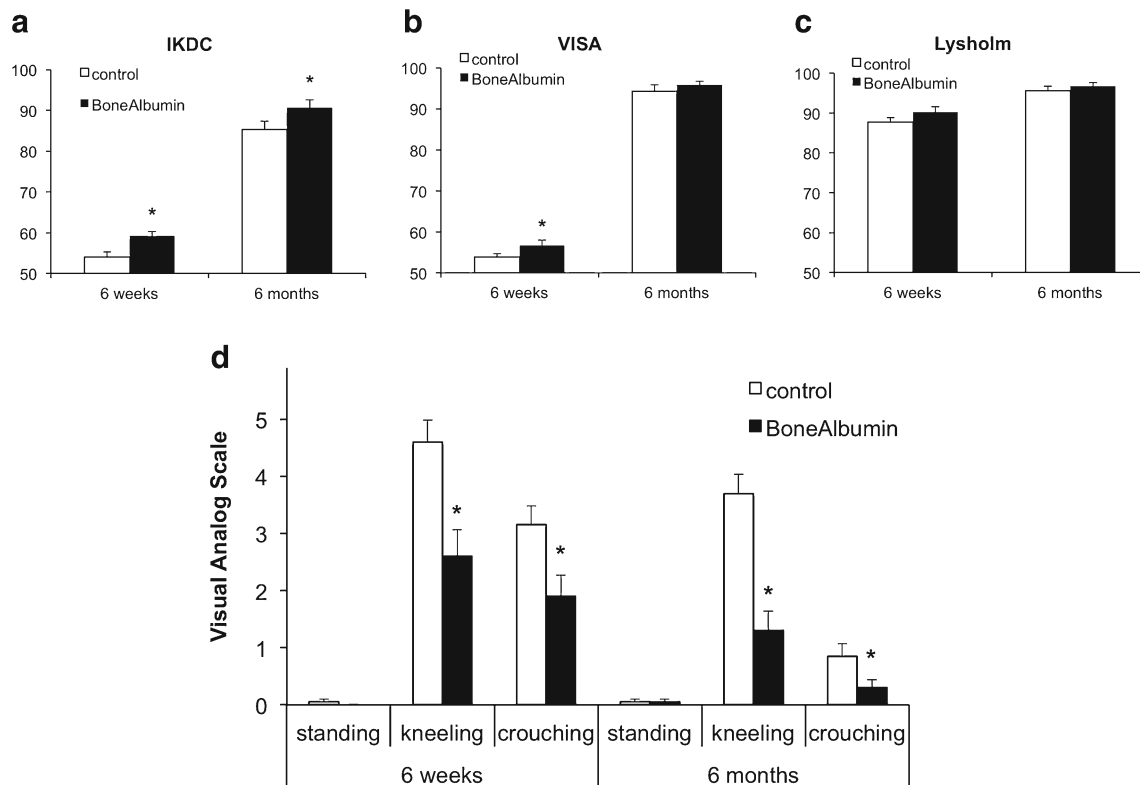 a
IKDC
control
BoneAlbumin
100
90
80
70
60
50
*
*
6 weeks
6 months
b
VISA
control
BoneAlbumin
100
90
80
70
60
50
*
6 weeks
6 months
c
Lysholm
control
BoneAlbumin
100
90
80
70
60
50
6 weeks
6 months
d
Visual Analog Scale
control
BoneAlbumin
5
4
3
2
1
0
*
*
*
*
standing kneeling crouching standing kneeling crouching
6 weeks 6 months